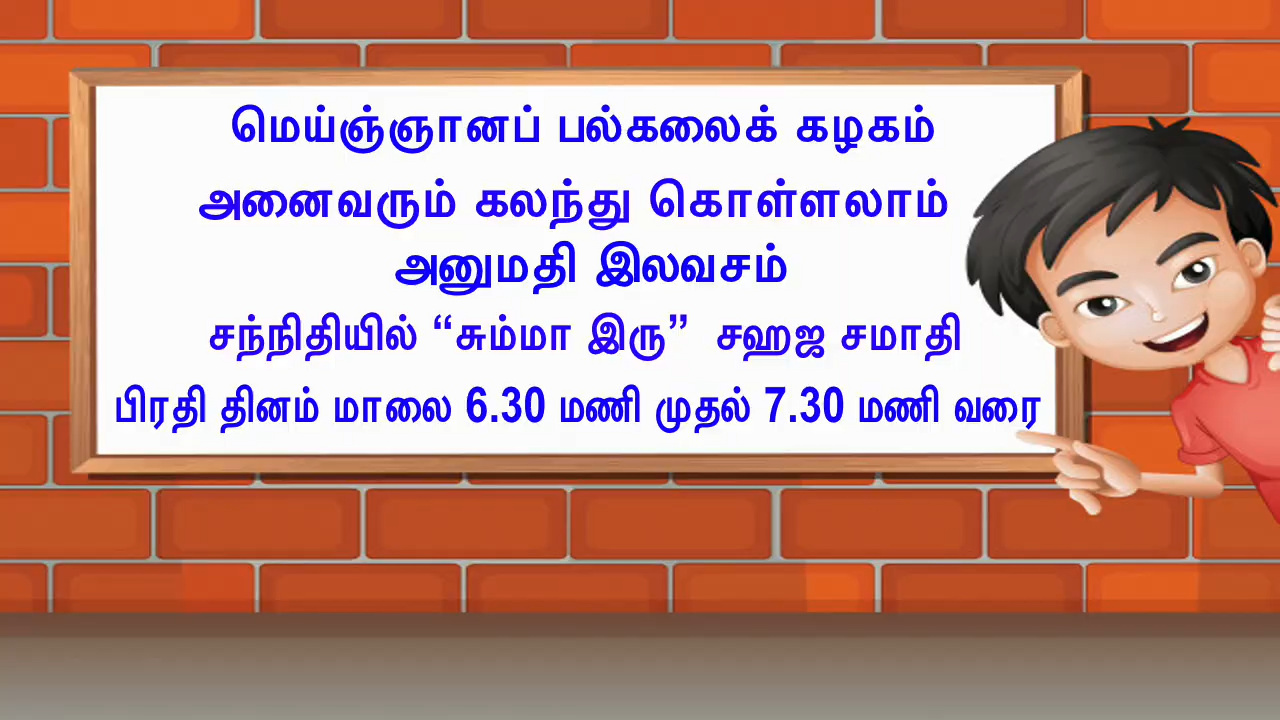 மெய்ஞ்ஞானப் பல்கலைக் கழகம்
அனைவரும் கலந்து கொள்ளலாம்
அனுமதி இலவசம்
சந்நிதியில் “சும்மா இரு” சஹஜ சமாதி
பிரதி தினம் மாலை 6.30 மணி முதல் 7.30 மணி வரை